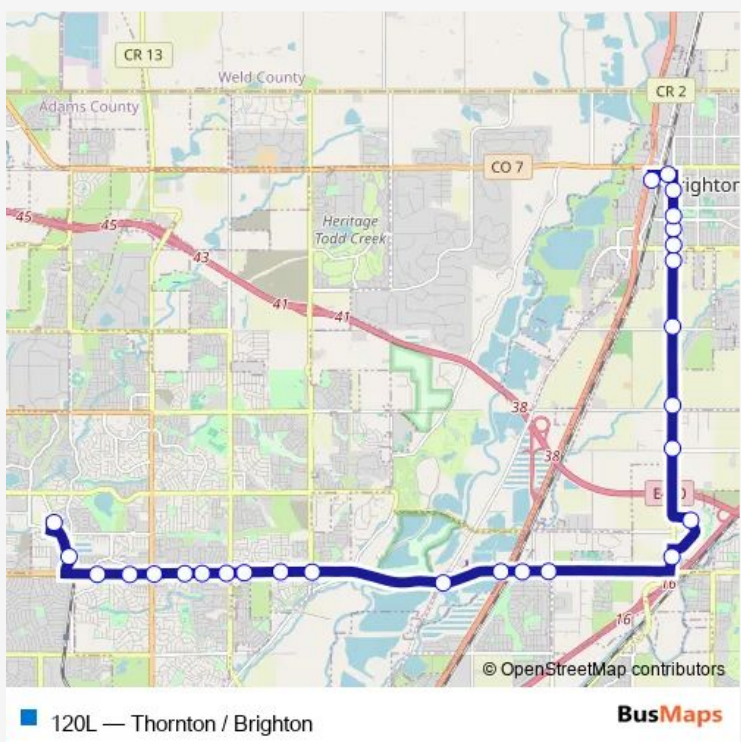 CR 13
Weld County
CR 2
Adams County
CO 7
righton
45
45
43
Heritage
Todd Creek
41
41
38
38
16
16
© OpenStreetMap contributors
120L — Thornton / Brighton
BusMaps